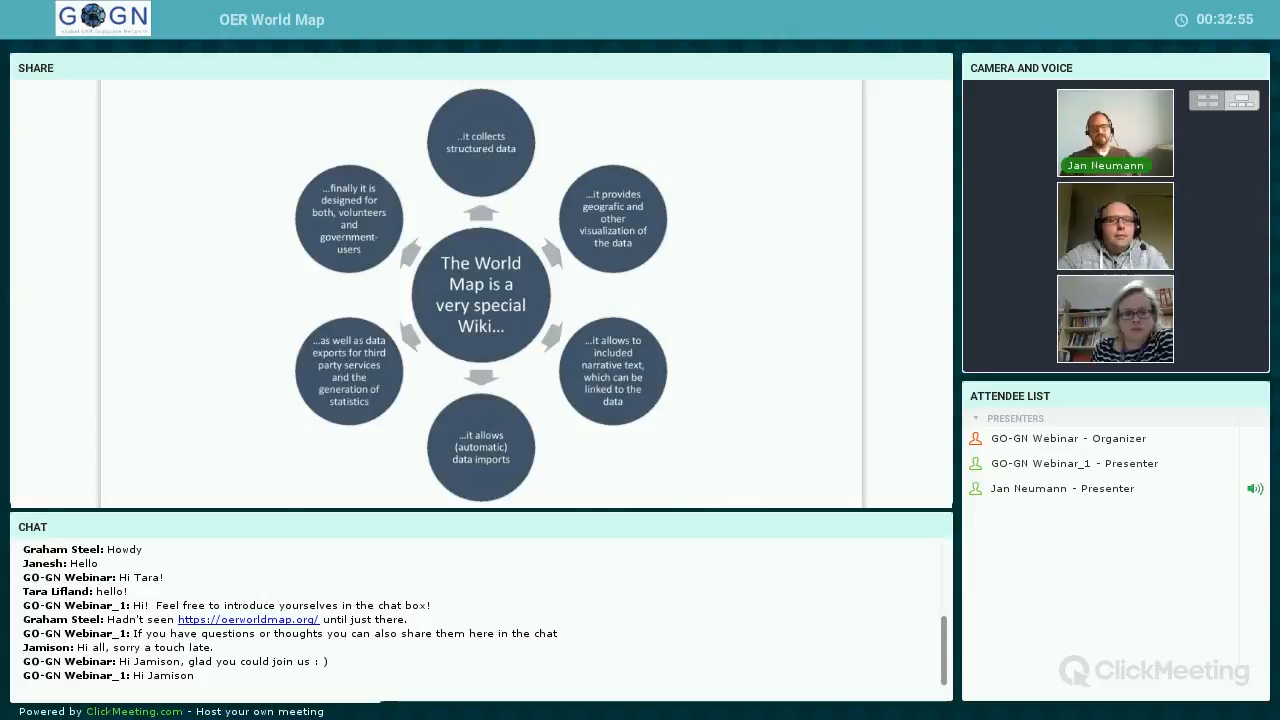 GOGN
Global OER Graduate Network
OER World Map
00:32:55
SHARE
..it collects
structured data
...finally it is
designed for
both, volunteers
and
government-
users
...it provides
geografic and
other
visualization of
the data
The World
Map is a
very special
Wiki...
...as well as data
exports for third
party services
and the
generation of
statistics
...it allows to
included
narrative text,
which can be
linked to the
data
...it allows
(automatic)
data imports
CAMERA AND VOICE
Jan Neumann
ATTENDEE LIST
PRESENTERS
GO-GN Webinar - Organizer
GO-GN Webinar_1 - Presenter
Jan Neumann - Presenter
CHAT
Graham Steel: Howdy
Janesh: Hello
GO-GN Webinar: Hi Tara!
Tara Lifland: hello!
GO-GN Webinar_1: Hi!  Feel free to introduce yourselves in the chat box!
Graham Steel: Hadn't seen https://oerworldmap.org/ until just there.
GO-GN Webinar_1: If you have questions or thoughts you can also share them here in the chat
Jamison: Hi all, sorry a touch late.
GO-GN Webinar: Hi Jamison, glad you could join us : )
GO-GN Webinar_1: Hi Jamison
ClickMeeting
Powered by ClickMeeting.com - Host your own meeting